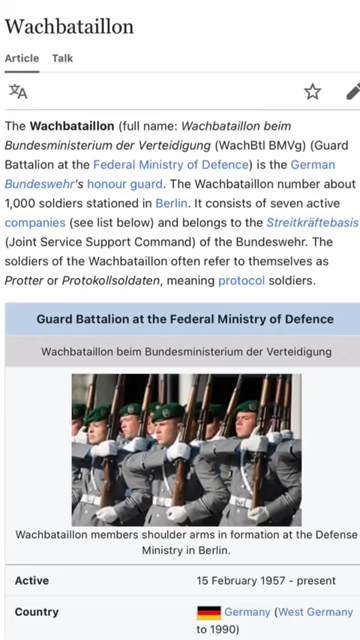 Wachbataillon
Article Talk
The Wachbataillon (full name: Wachbataillon beim
Bundesministerium der Verteidigung (WachBtl BMVg) (Guard
Battalion at the Federal Ministry of Defence) is the German
Bundeswehr's honour guard. The Wachbataillon number about
1,000 soldiers stationed in Berlin. It consists of seven active
companies (see list below) and belongs to the Streitkräftebasis
(Joint Service Support Command) of the Bundeswehr. The
soldiers of the Wachbataillon often refer to themselves as
Protter or Protokollsoldaten, meaning protocol soldiers.
Guard Battalion at the Federal Ministry of Defence
Wachbataillon beim Bundesministerium der Verteidigung
Wachbataillon members shoulder arms in formation at the Defense
Ministry in Berlin.
Active 15 February 1957 - present
Country Germany (West Germany
to 1990)